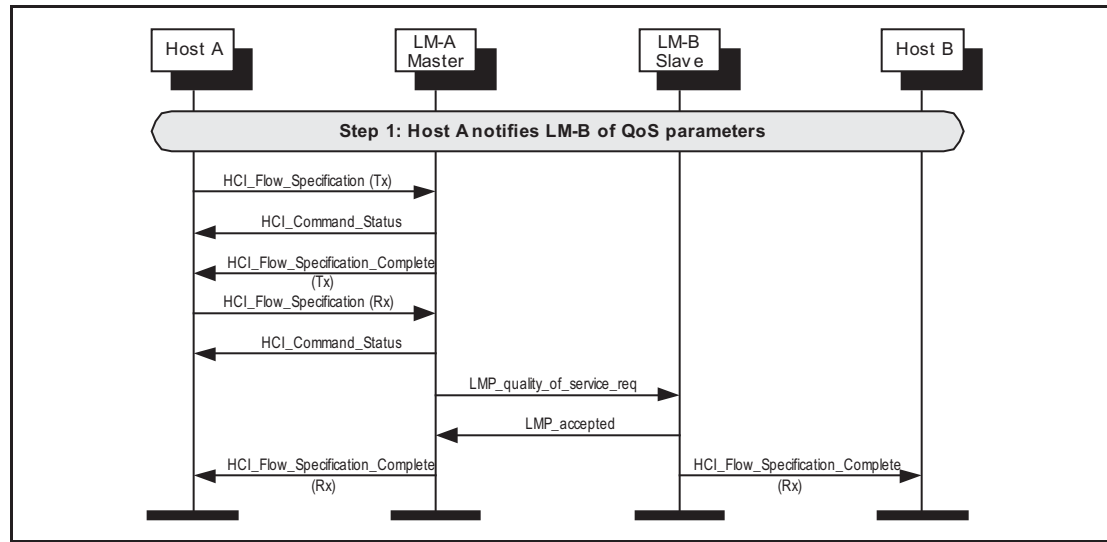 Host A
LM-A
Master
LM-B
Slave
Host B
Step 1: Host A notifies LM-B of QoS parameters
HCI_Flow_Specification (Tx)
HCI_Command_Status
HCI_Flow_Specification_Complete
(Tx)
HCI_Flow_Specification (Rx)
HCI_Command_Status
LMP_quality_of_service_req
LMP_accepted
HCI_Flow_Specification_Complete
(Rx)
HCI_Flow_Specification_Complete
(Rx)